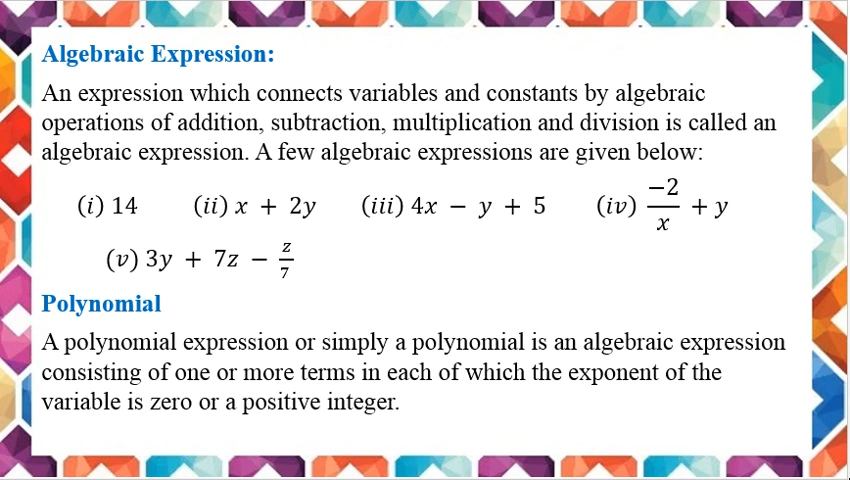 Algebraic Expression:
An expression which connects variables and constants by algebraic
operations of addition, subtraction, multiplication and division is called an
algebraic expression. A few algebraic expressions are given below:
(i) 14 (ii) x + 2y (iii) 4x − y + 5 (iv) −2/x + y
(v) 3y + 7z − z/7
Polynomial
A polynomial expression or simply a polynomial is an algebraic expression
consisting of one or more terms in each of which the exponent of the
variable is zero or a positive integer.